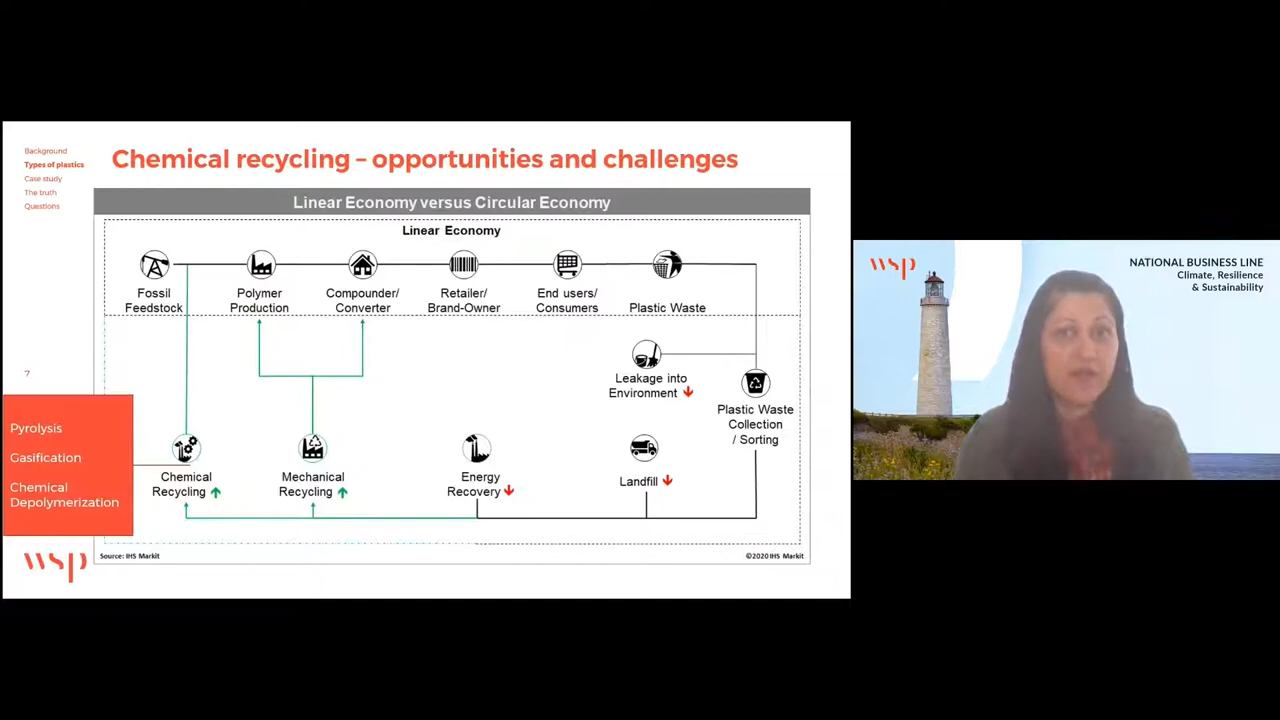 Background
Types of plastics
Case study
The truth
Questions
Chemical recycling – opportunities and challenges
Linear Economy versus Circular Economy
Linear Economy
Fossil
Feedstock
Polymer
Production
Compounder/
Converter
Retailer/
Brand-Owner
End users/
Consumers
Plastic Waste
Leakage into
Environment
Plastic Waste
Collection
/ Sorting
7
Pyrolysis
Gasification
Chemical
Depolymerization
Chemical
Recycling
Mechanical
Recycling
Energy
Recovery
Landfill
Source: IHS Markit
©2020 IHS Markit
wsp
wsp
NATIONAL BUSINESS LINE
Climate, Resilience
& Sustainability